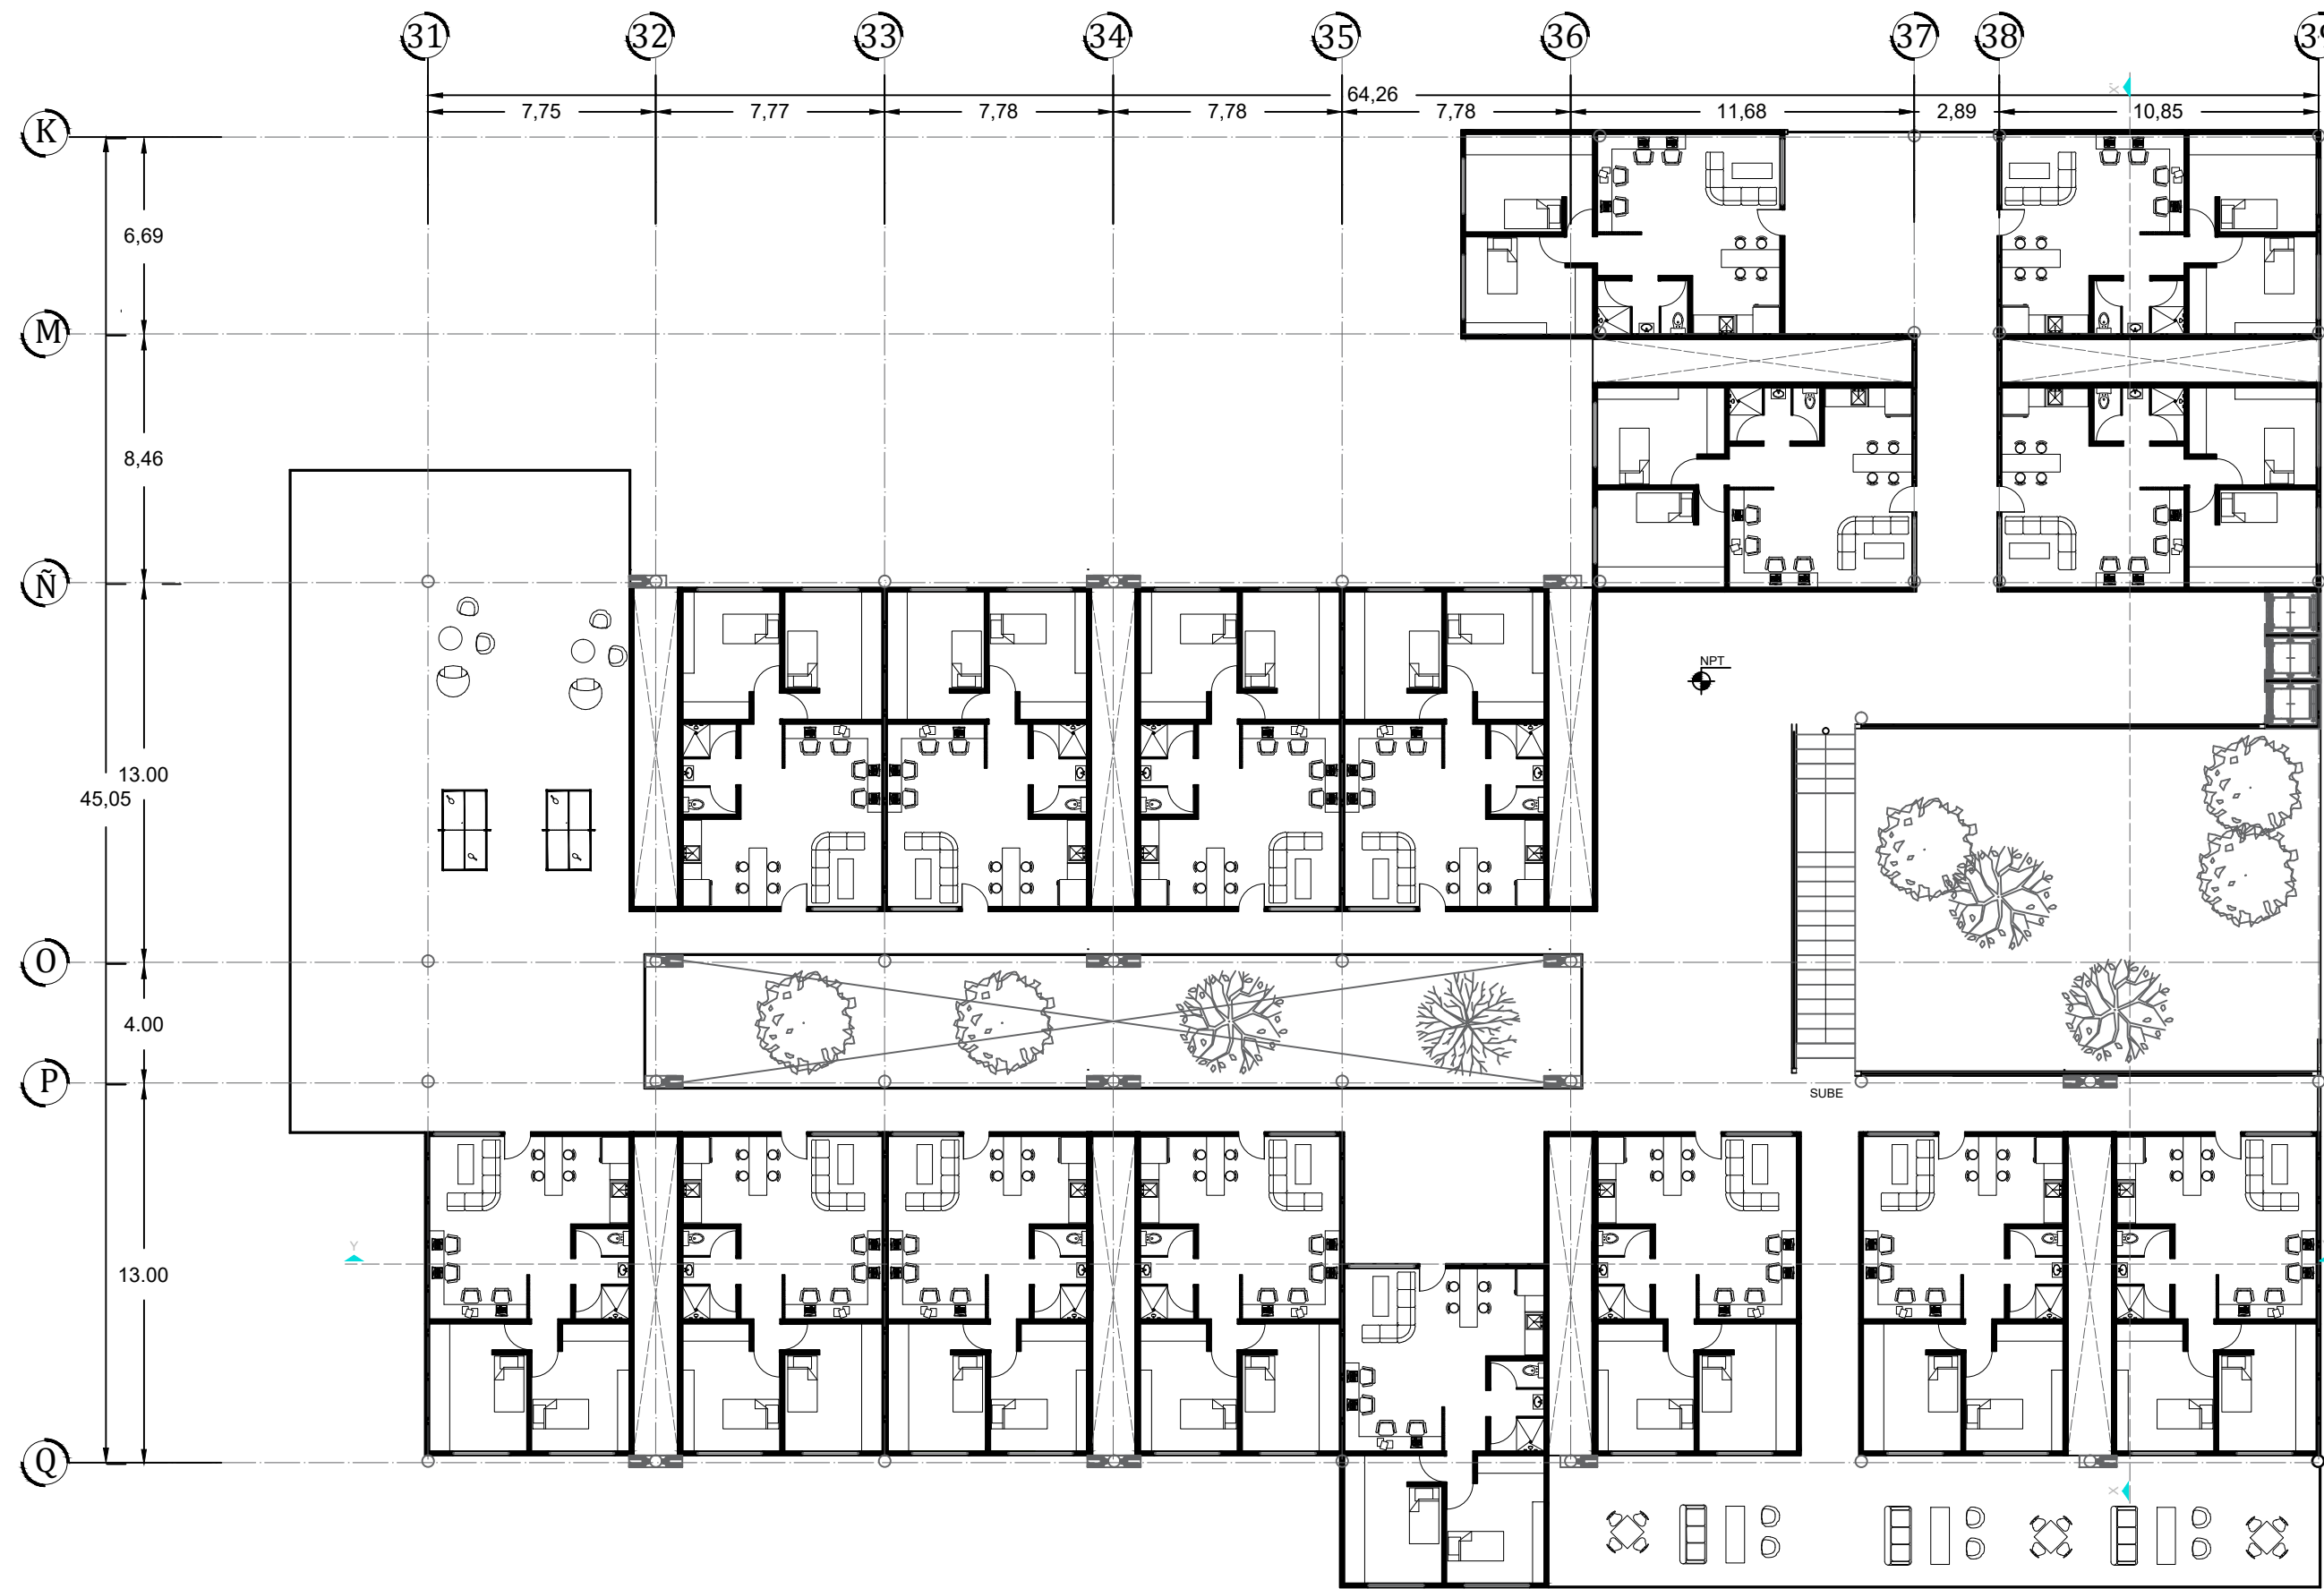 31 32 33 34 35 36 37 38 39
64,26
7,75 7,77 7,78 7,78 7,78 11,68 2,89 10,85
X
K
6,69
M
8,46
Ñ
NPT
13.00
45,05
O
4.00
P
SUBE
Y
13.00
Q
X